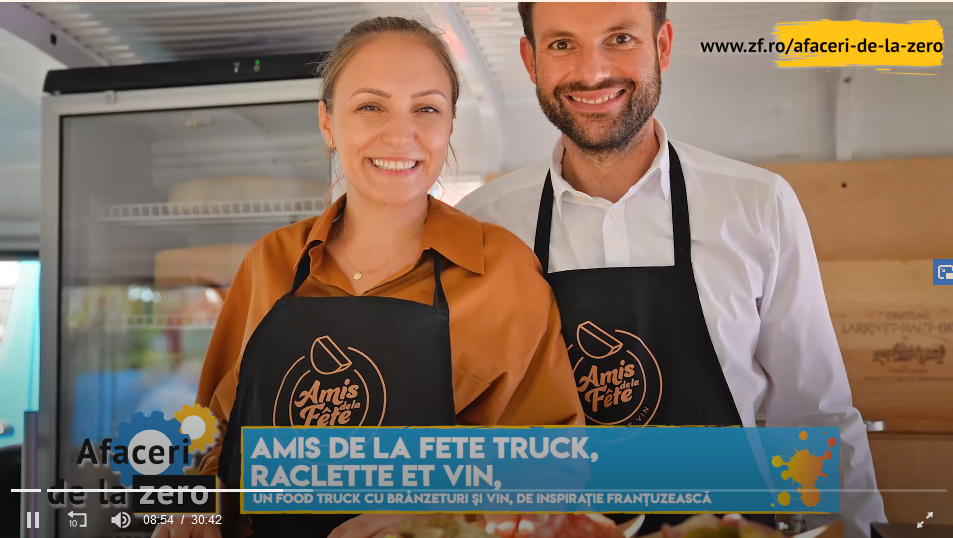 www.zf.ro/afaceri-de-la-zero
Amis
de la
Fête
Amis
de la
Fête
ET VIN
AMIS DE LA FETE TRUCK,
RACLETTE ET VIN,
UN FOOD TRUCK CU BRÂNZETURI ȘI VIN, DE INSPIRAȚIE FRANȚUZEASCĂ
Afaceri
de la zero
10
08:54 / 30:42